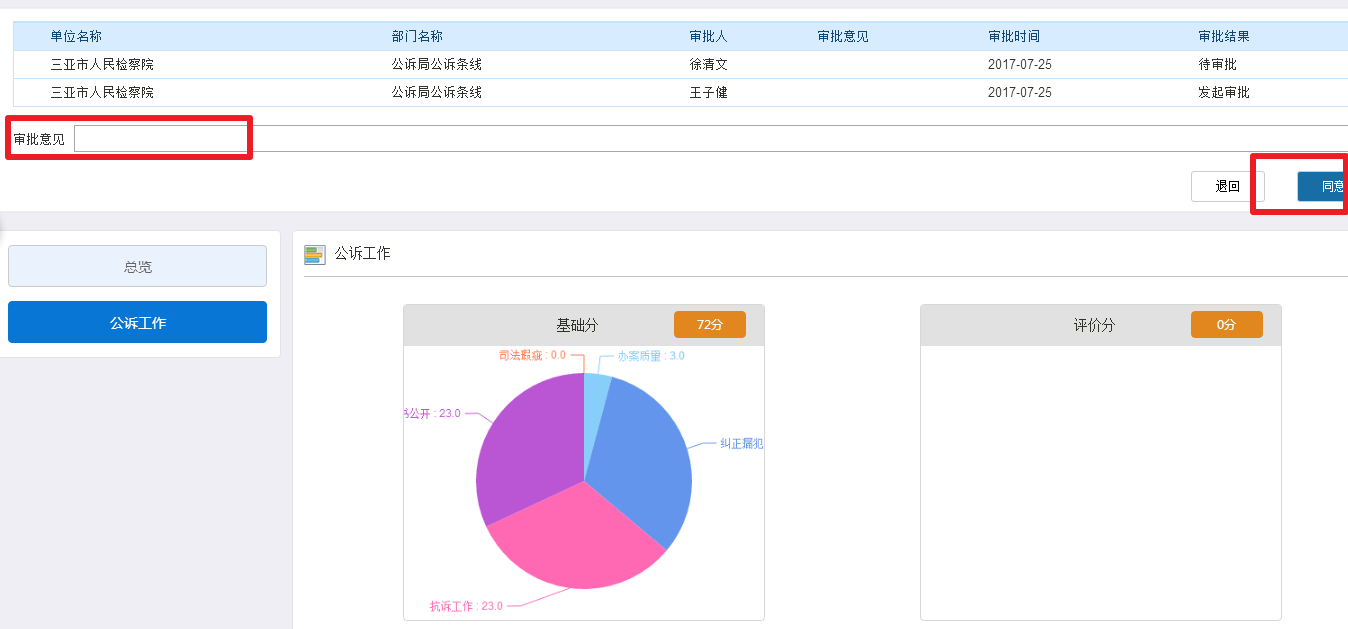 单位名称 部门名称 审批人 审批意见 审批时间 审批结果
三亚市人民检察院 公诉局公诉条线 徐清文 2017-07-25 待审批
三亚市人民检察院 公诉局公诉条线 王子健 2017-07-25 发起审批
审批意见
退回 同意
总览
公诉工作
公诉工作
基础分 72分
评价分 0分
司法瑕疵 : 0.0
办案质量 : 3.0
公开 : 23.0
纠正漏犯
抗诉工作 : 23.0